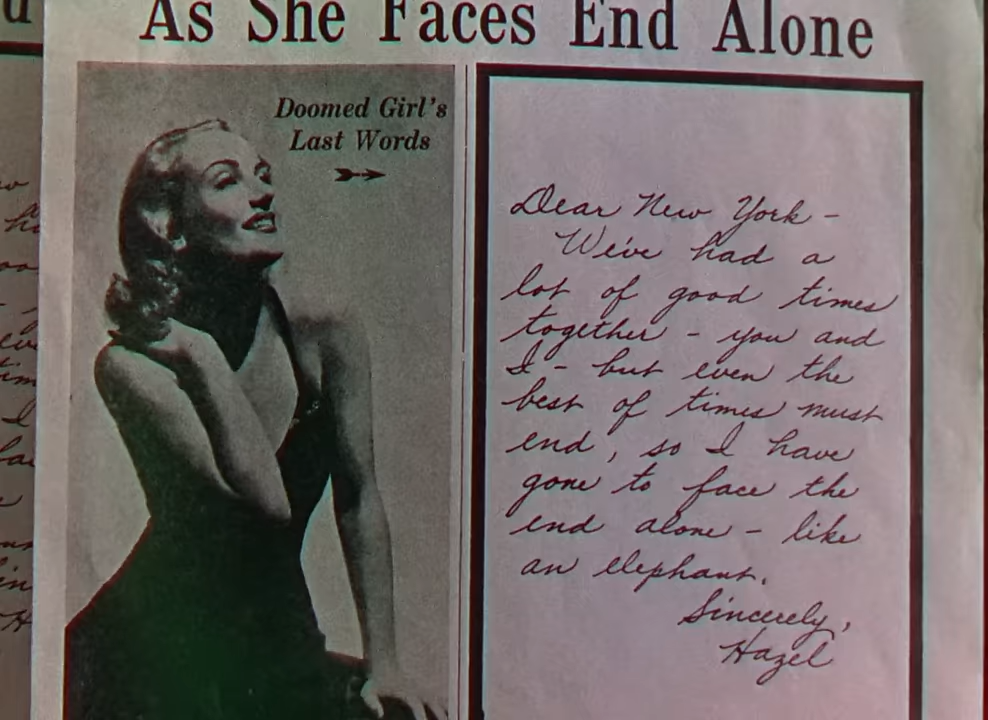 As She Faces End Alone
Doomed Girl's
Last Words
Dear New York -
We've had a
lot of good times
together - you and
I - but even the
best of times must
end, so I have
gone to face the
end alone - like
an elephant.
Sincerely,
Hazel